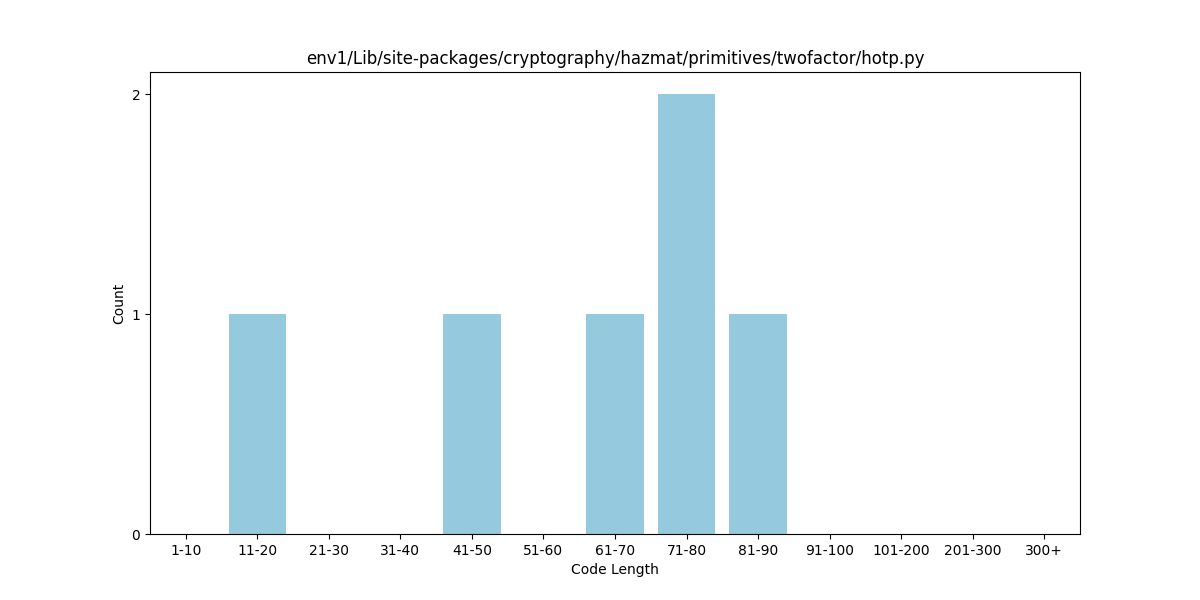 env1/Lib/site-packages/cryptography/hazmat/primitives/twofactor/hotp.py
2
1
0
Count
1-10 11-20 21-30 31-40 41-50 51-60 61-70 71-80 81-90 91-100 101-200 201-300 300+
Code Length